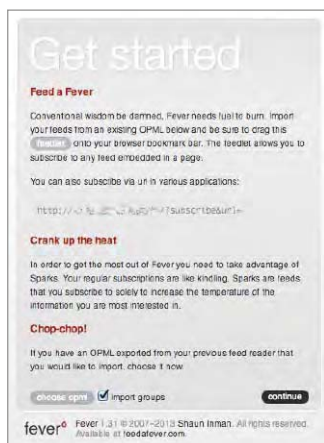 Get started
Feed a Fever
Conventional wisdom be damned, Fever needs fuel to burn. Import
your feeds from an existing OPML below and be sure to drag this
feedlet onto your browser bookmark bar. The feedlet allows you to
subscribe to any feed embedded in a page.
You can also subscribe via url in various applications:
http:// /?subscribe&url=
Crank up the heat
In order to get the most out of Fever you need to take advantage of
Sparks. Your regular subscriptions are like kindling. Sparks are feeds
that you subscribe to solely to increase the temperature of the
information you are most interested in.
Chop-chop!
If you have an OPML exported from your previous feed reader that
you would like to import, choose it now.
choose opml import groups continue
fever° Fever 1.31 © 2007–2013 Shaun Inman. All rights reserved.
Available at feedafever.com.